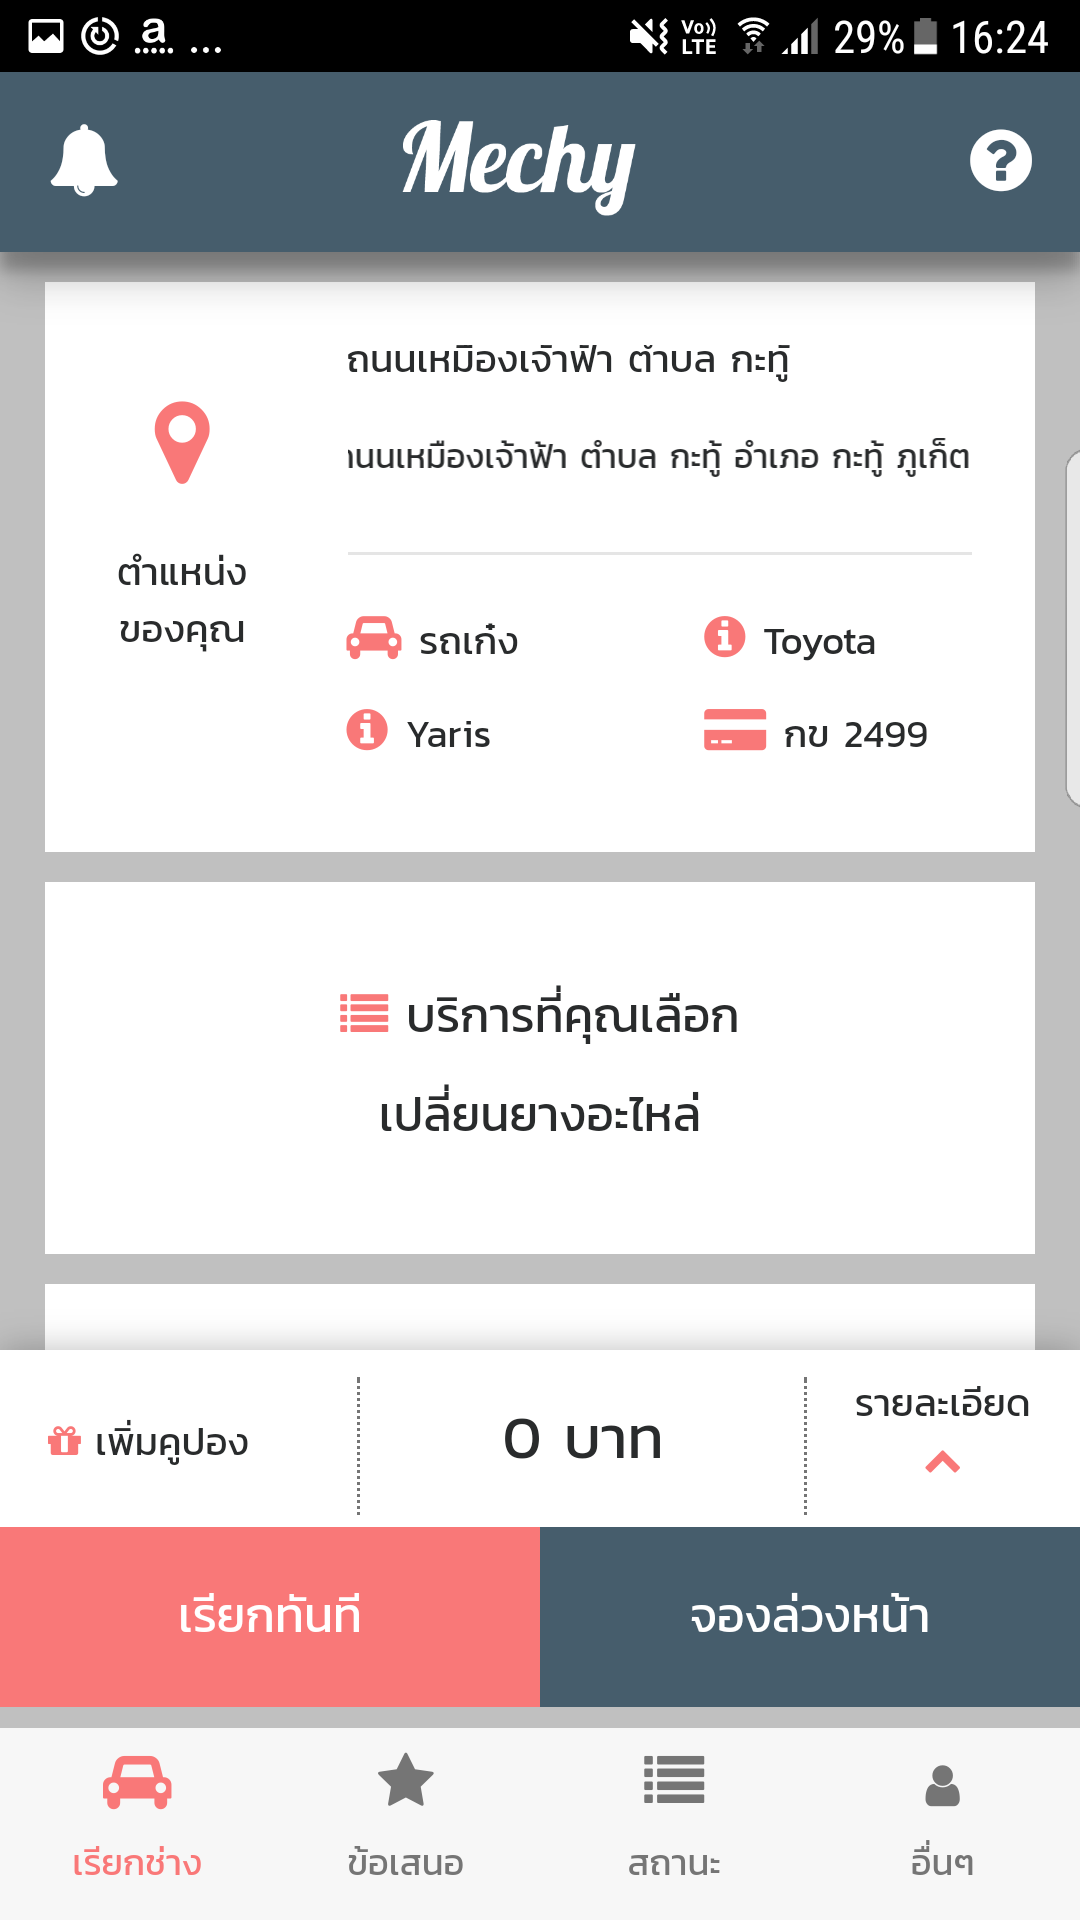 Vo)) LTE 29% 16:24
Mechy
ถนนเหมืองเจ้าฟ้า ตำบล กะทู้
ถนนเหมืองเจ้าฟ้า ตำบล กะทู้ อำเภอ กะทู้ ภูเก็ต
ตำแหน่ง
ของคุณ
รถเก๋ง
Toyota
Yaris
กข 2499
บริการที่คุณเลือก
เปลี่ยนยางอะไหล่
เพิ่มคูปอง
0 บาท
รายละเอียด
เรียกทันที
จองล่วงหน้า
เรียกช่าง
ข้อเสนอ
สถานะ
อื่นๆ